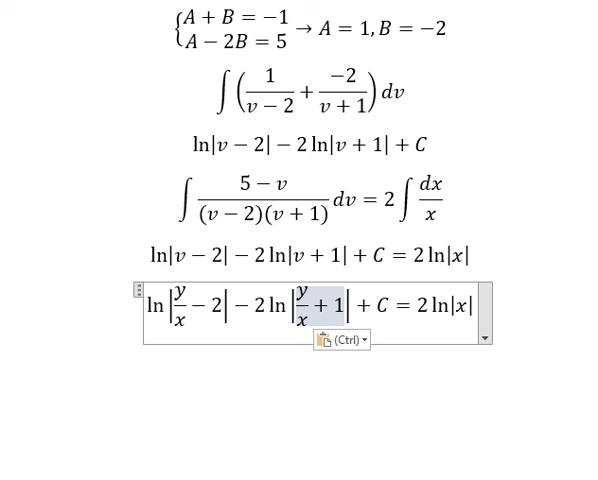 {A + B = −1
A − 2B = 5 → A = 1, B = −2
∫ (1/(v − 2) + −2/(v + 1)) dv
ln|v − 2| − 2 ln|v + 1| + C
∫ (5 − v)/((v − 2)(v + 1)) dv = 2 ∫ dx/x
ln|v − 2| − 2 ln|v + 1| + C = 2 ln|x|
ln|y/x − 2| − 2 ln|y/x + 1| + C = 2 ln|x|
(Ctrl)